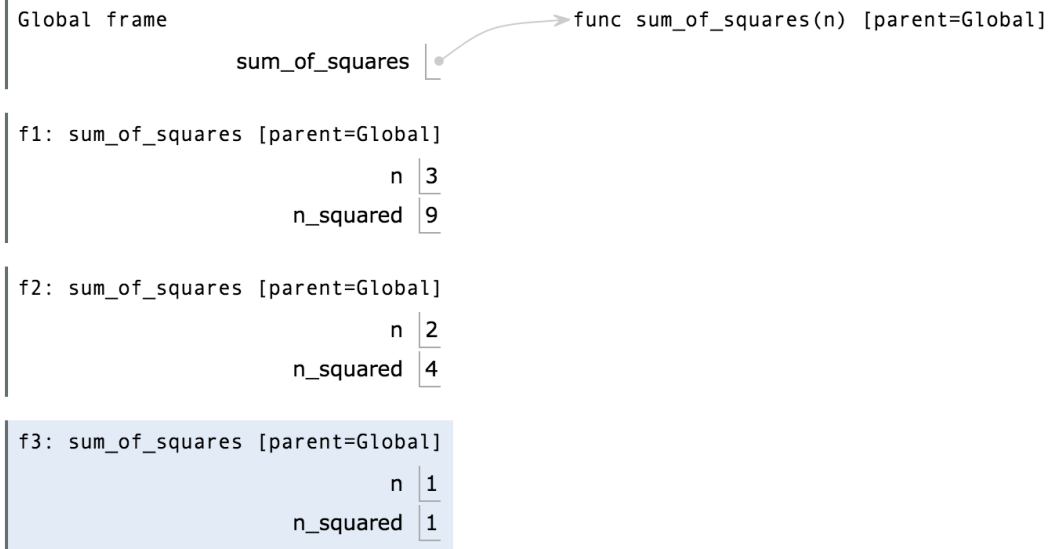 Global frame
func sum_of_squares(n) [parent=Global]
sum_of_squares
f1: sum_of_squares [parent=Global]
n 3
n_squared 9
f2: sum_of_squares [parent=Global]
n 2
n_squared 4
f3: sum_of_squares [parent=Global]
n 1
n_squared 1